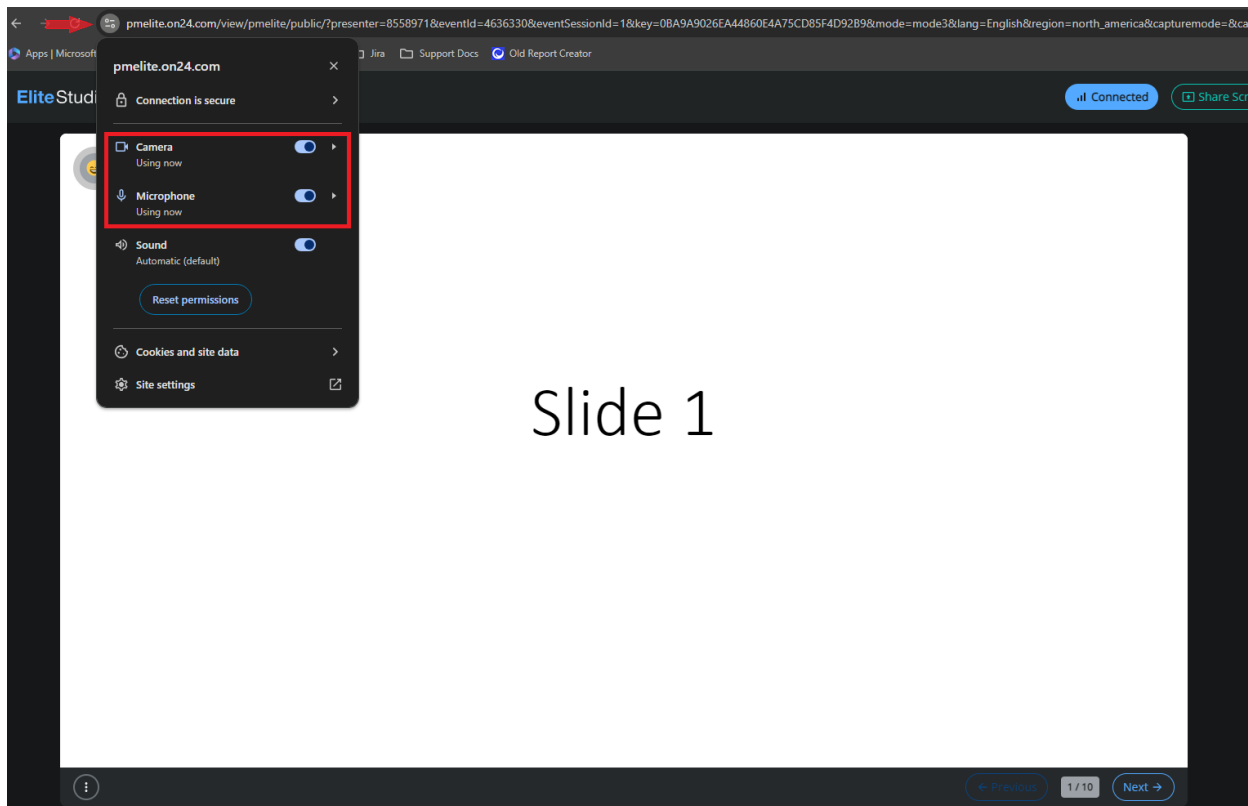 pmelite.on24.com/view/pmelite/public/?presenter=8558971&eventId=4636330&eventSessionId=1&key=0BA9A9026EA44860E4A75CD85F4D92B9&mode=mode3&lang=English&region=north_america&capturemode=&ca
Apps | Microsoft
Jira
Support Docs
Old Report Creator
pmelite.on24.com
EliteStudi
Connected
Share Scr
Connection is secure
Camera
Using now
Microphone
Using now
Sound
Automatic (default)
Reset permissions
Cookies and site data
Site settings
Slide 1
← Previous
1 / 10
Next →